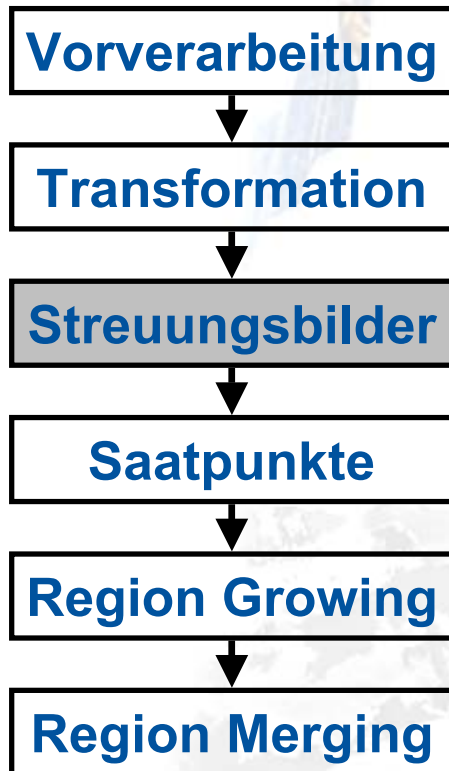 Vorverarbeitung
Transformation
Streuungsbilder
Saatpunkte
Region Growing
Region Merging